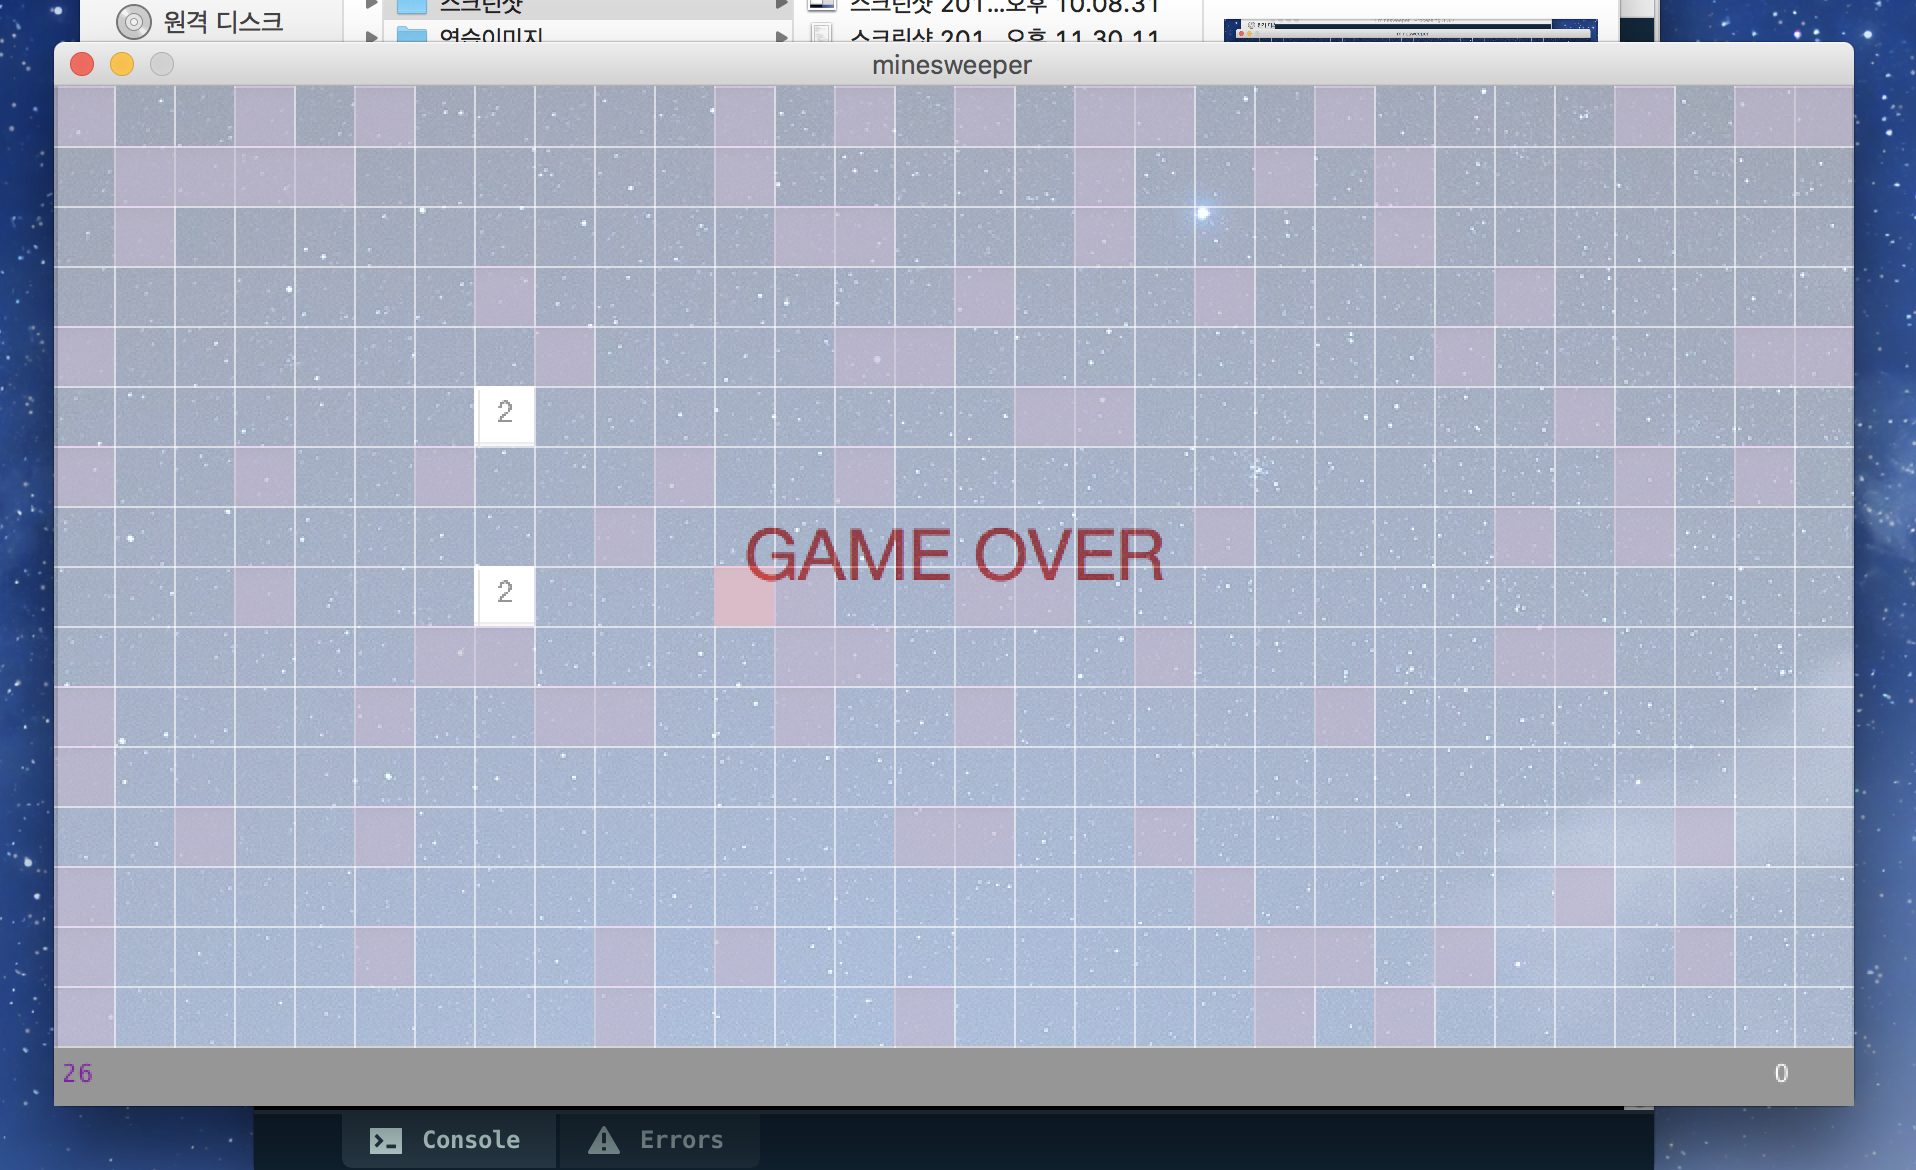 원격 디스크
스크린샷
스크린샷 201...오후 10.08.31
연습이미지
스크린샷 201...오후 11.30.11
minesweeper
2
GAME OVER
2
26
0
Console
Errors